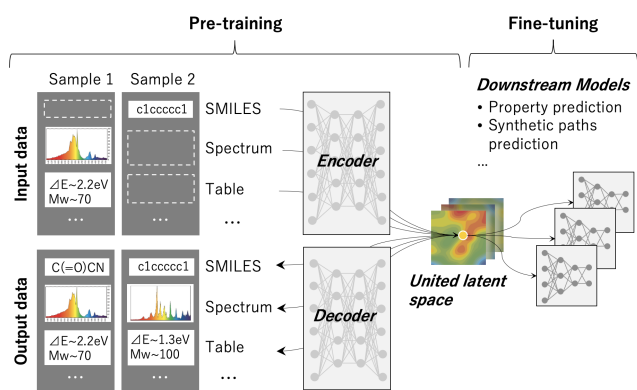 Pre-training
Fine-tuning
Sample 1
Sample 2
Downstream Models
• Property prediction
• Synthetic paths
prediction
...
Input data
c1ccccc1
SMILES
Spectrum
⊿E~2.2eV
Mw~70
Table
...
...
...
Encoder
United latent
space
Output data
C(=O)CN
c1ccccc1
SMILES
Spectrum
⊿E~2.2eV
Mw~70
⊿E~1.3eV
Mw~100
Table
...
...
...
Decoder